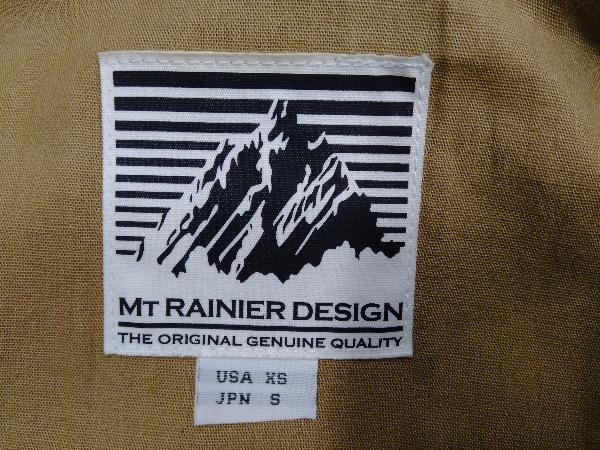 MT RAINIER DESIGN
THE ORIGINAL GENUINE QUALITY
USA XS
JPN S